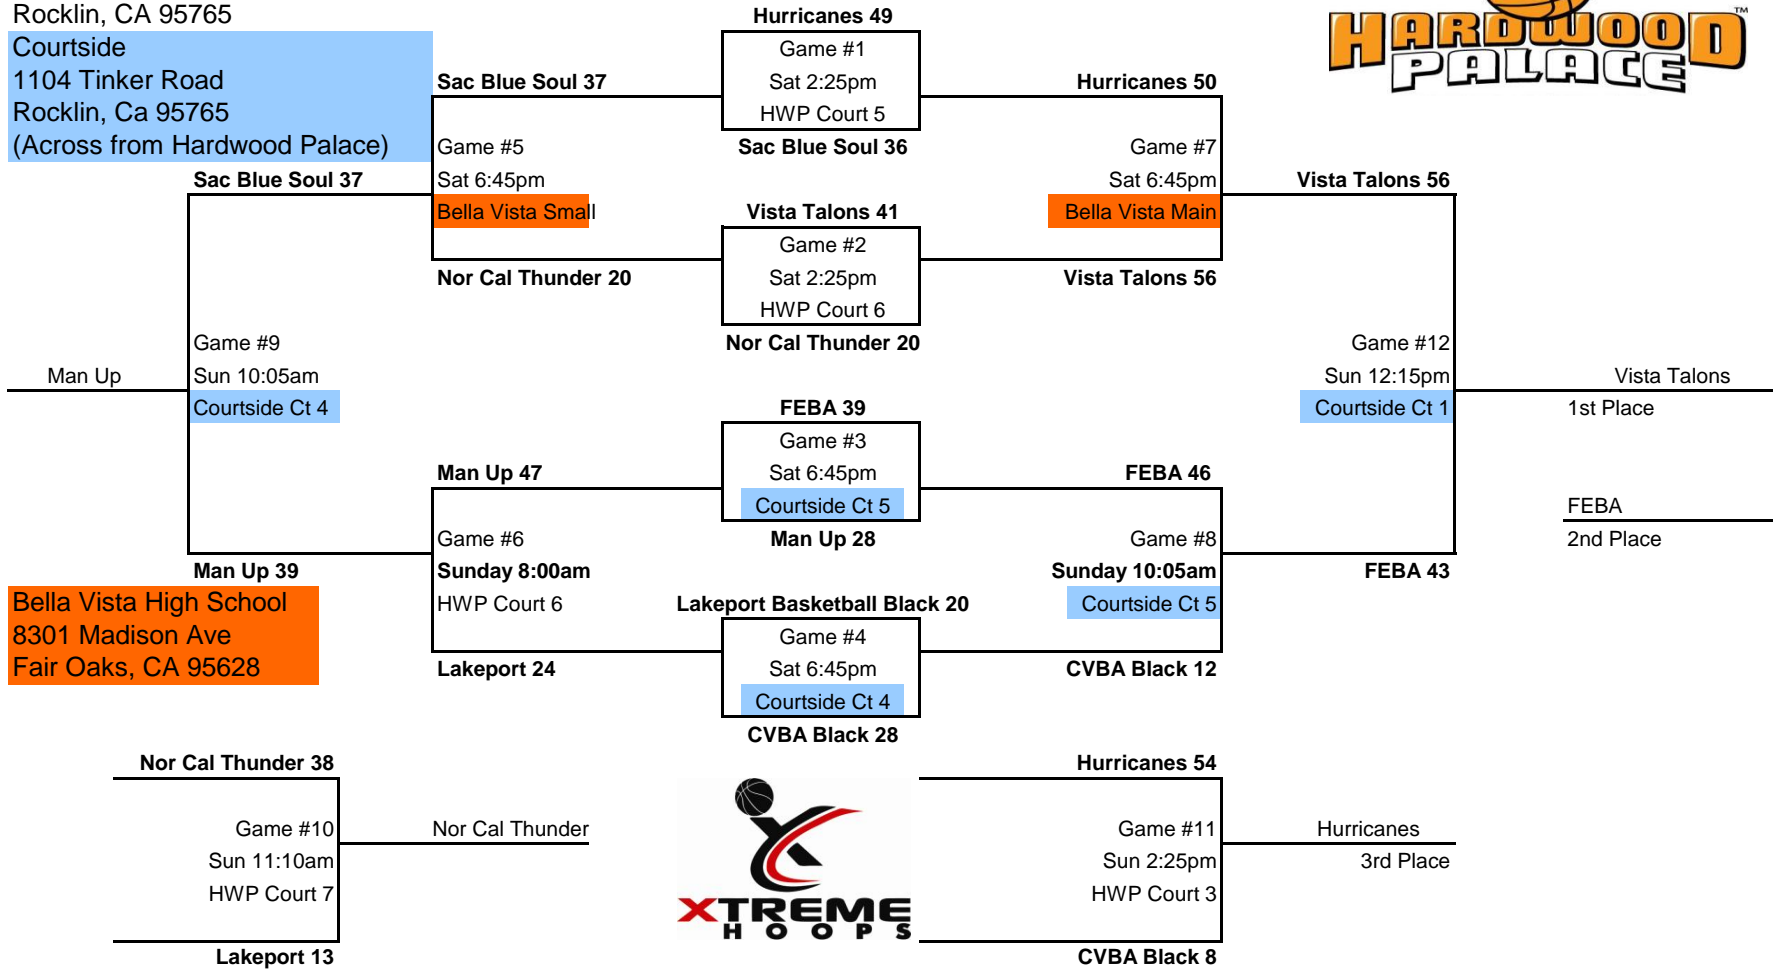 Rocklin, CA 95765
Courtside
1104 Tinker Road
Rocklin, Ca 95765
(Across from Hardwood Palace)
HARDWOOD
PALACE
TM
Hurricanes 49
Game #1
Sat 2:25pm
HWP Court 5
Sac Blue Soul 36
Sac Blue Soul 37
Game #5
Sat 6:45pm
Bella Vista Small
Nor Cal Thunder 20
Hurricanes 50
Game #7
Sat 6:45pm
Bella Vista Main
Vista Talons 56
Vista Talons 41
Game #2
Sat 2:25pm
HWP Court 6
Nor Cal Thunder 20
Sac Blue Soul 37
Game #9
Sun 10:05am
Courtside Ct 4
Man Up 39
Man Up
Vista Talons 56
Game #12
Sun 12:15pm
Courtside Ct 1
FEBA 43
Vista Talons
1st Place
FEBA
2nd Place
FEBA 39
Game #3
Sat 6:45pm
Courtside Ct 5
Man Up 28
Man Up 47
Game #6
Sunday 8:00am
HWP Court 6
Lakeport 24
FEBA 46
Game #8
Sunday 10:05am
Courtside Ct 5
CVBA Black 12
Lakeport Basketball Black 20
Game #4
Sat 6:45pm
Courtside Ct 4
CVBA Black 28
Bella Vista High School
8301 Madison Ave
Fair Oaks, CA 95628
Nor Cal Thunder 38
Game #10
Sun 11:10am
HWP Court 7
Lakeport 13
Nor Cal Thunder
XTREME
HOOPS
Hurricanes 54
Game #11
Sun 2:25pm
HWP Court 3
CVBA Black 8
Hurricanes
3rd Place